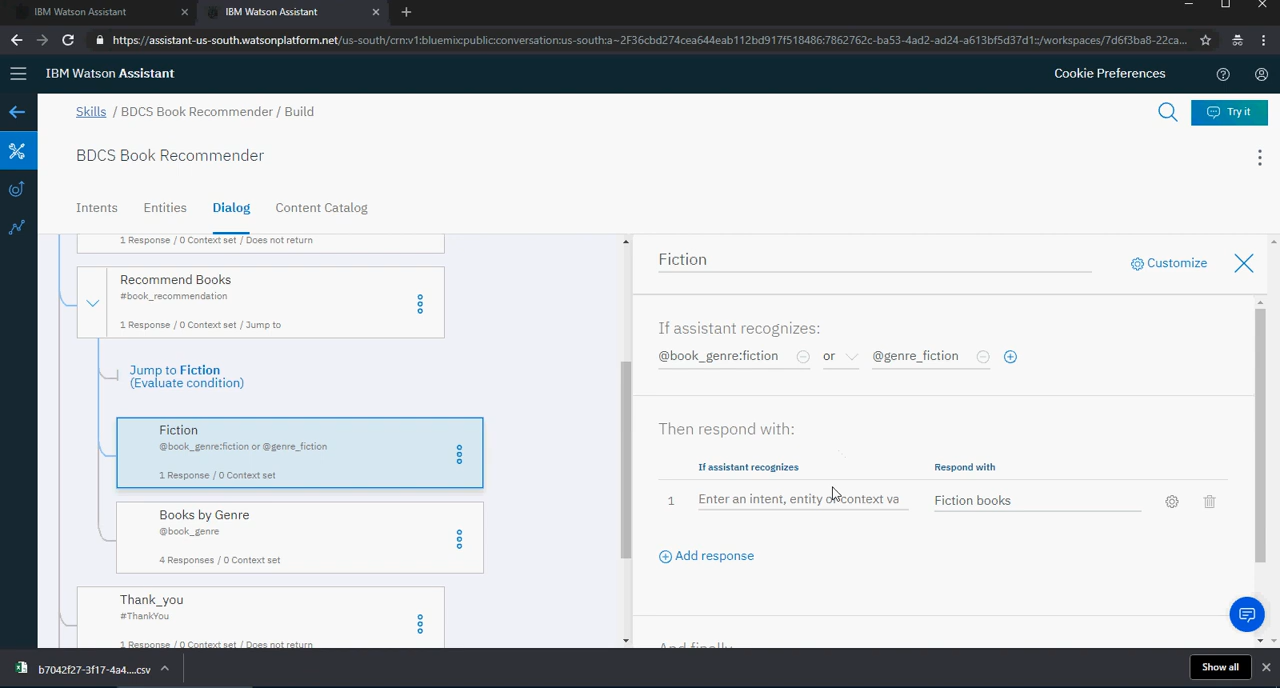 IBM Watson Assistant
IBM Watson Assistant
https://assistant-us-south.watsonplatform.net/us-south/crn:v1:bluemix:public:conversation:us-south:a~2F36cbd274cea644eab112bd917f518486:7862762c-ba53-4ad2-ad24-a613bf5d37d1::/workspaces/7d6f3ba8-22ca...
IBM Watson Assistant
Cookie Preferences
Skills / BDCS Book Recommender / Build
Try it
BDCS Book Recommender
Intents Entities Dialog Content Catalog
1 Response / 0 Context set / Does not return
Recommend Books
#book_recommendation
1 Response / 0 Context set / Jump to
Jump to Fiction
(Evaluate condition)
Fiction
@book_genre:fiction or @genre_fiction
1 Response / 0 Context set
Books by Genre
@book_genre
4 Responses / 0 Context set
Thank_you
#ThankYou
1 Response / 0 Context set / Does not return
Fiction
Customize
If assistant recognizes:
@book_genre:fiction or @genre_fiction
Then respond with:
If assistant recognizes Respond with
1 Enter an intent, entity or context va Fiction books
Add response
And finally
b7042f27-3f17-4a4....csv
Show all